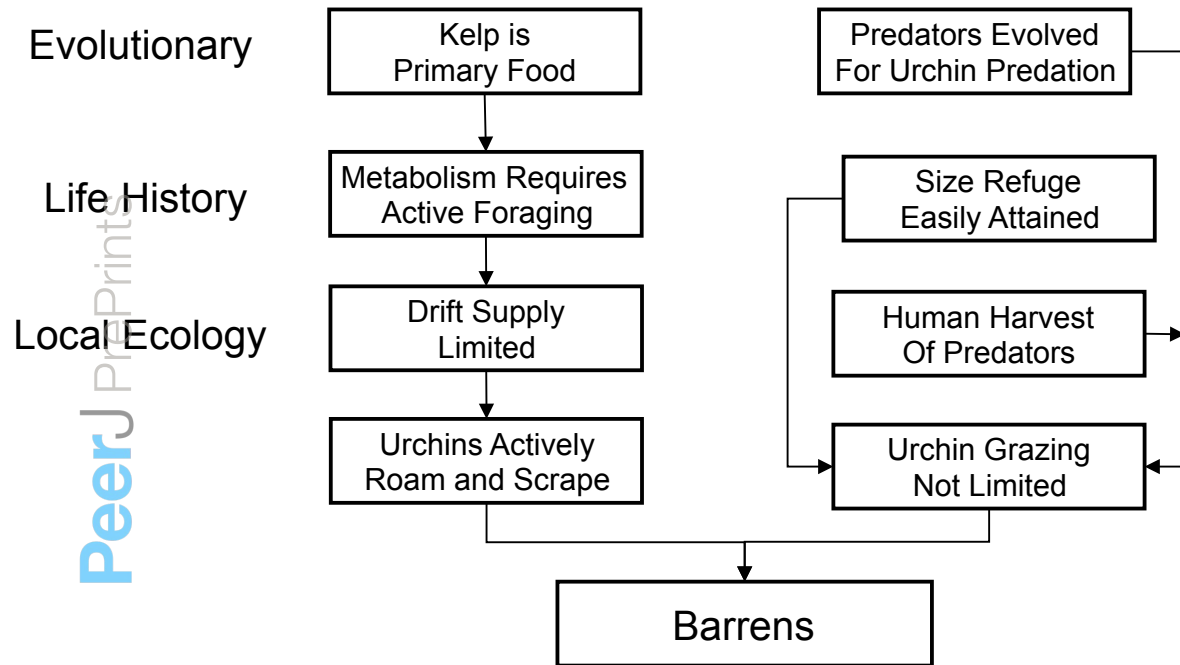 Evolutionary
Kelp is
Primary Food
Predators Evolved
For Urchin Predation
Life History
Metabolism Requires
Active Foraging
Size Refuge
Easily Attained
Local Ecology
Drift Supply
Limited
Human Harvest
Of Predators
Urchins Actively
Roam and Scrape
Urchin Grazing
Not Limited
Barrens
PeerJ PrePrints